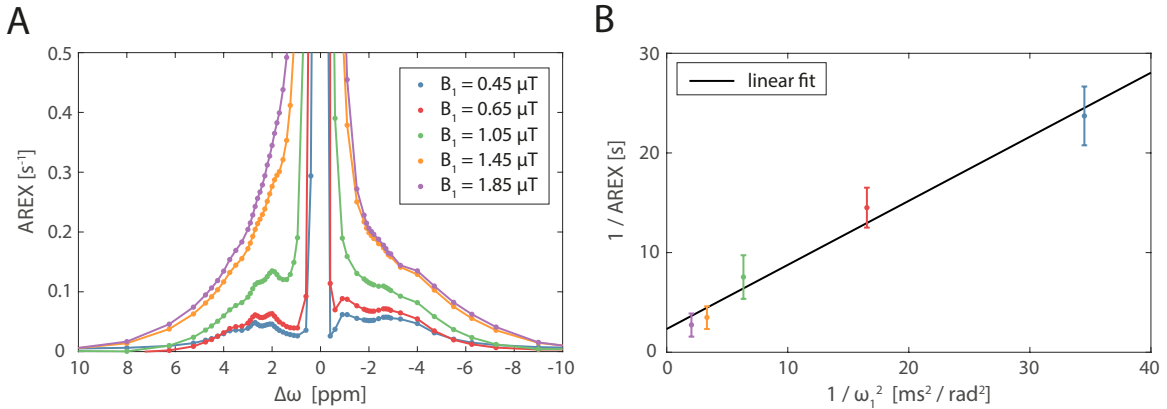 A
AREX [s⁻¹]
0.5
0.4
0.3
0.2
0.1
0
10 8 6 4 2 0 -2 -4 -6 -8 -10
Δω [ppm]
B₁ = 0.45 μT
B₁ = 0.65 μT
B₁ = 1.05 μT
B₁ = 1.45 μT
B₁ = 1.85 μT
B
1 / AREX [s]
30
20
10
0
0 10 20 30 40
1 / ω₁² [ms² / rad²]
linear fit